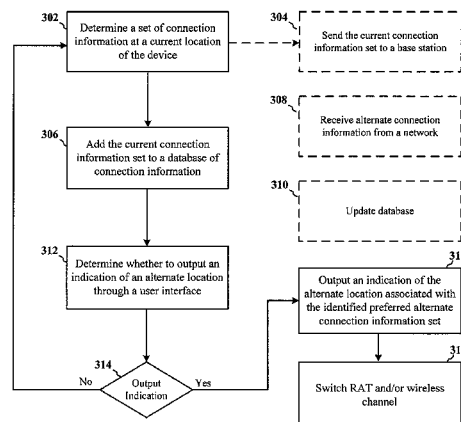 302
Determine a set of connection
information at a current location
of the device
304
Send the current connection
information set to a base station
308
Receive alternate connection
information from a network
306
Add the current connection
information set to a database of
connection information
310
Update database
312
Determine whether to output an
indication of an alternate location
through a user interface
31
Output an indication of the
alternate location associated with
the identified preferred alternate
connection information set
314
No
Output
Indication
Yes
31
Switch RAT and/or wireless
channel